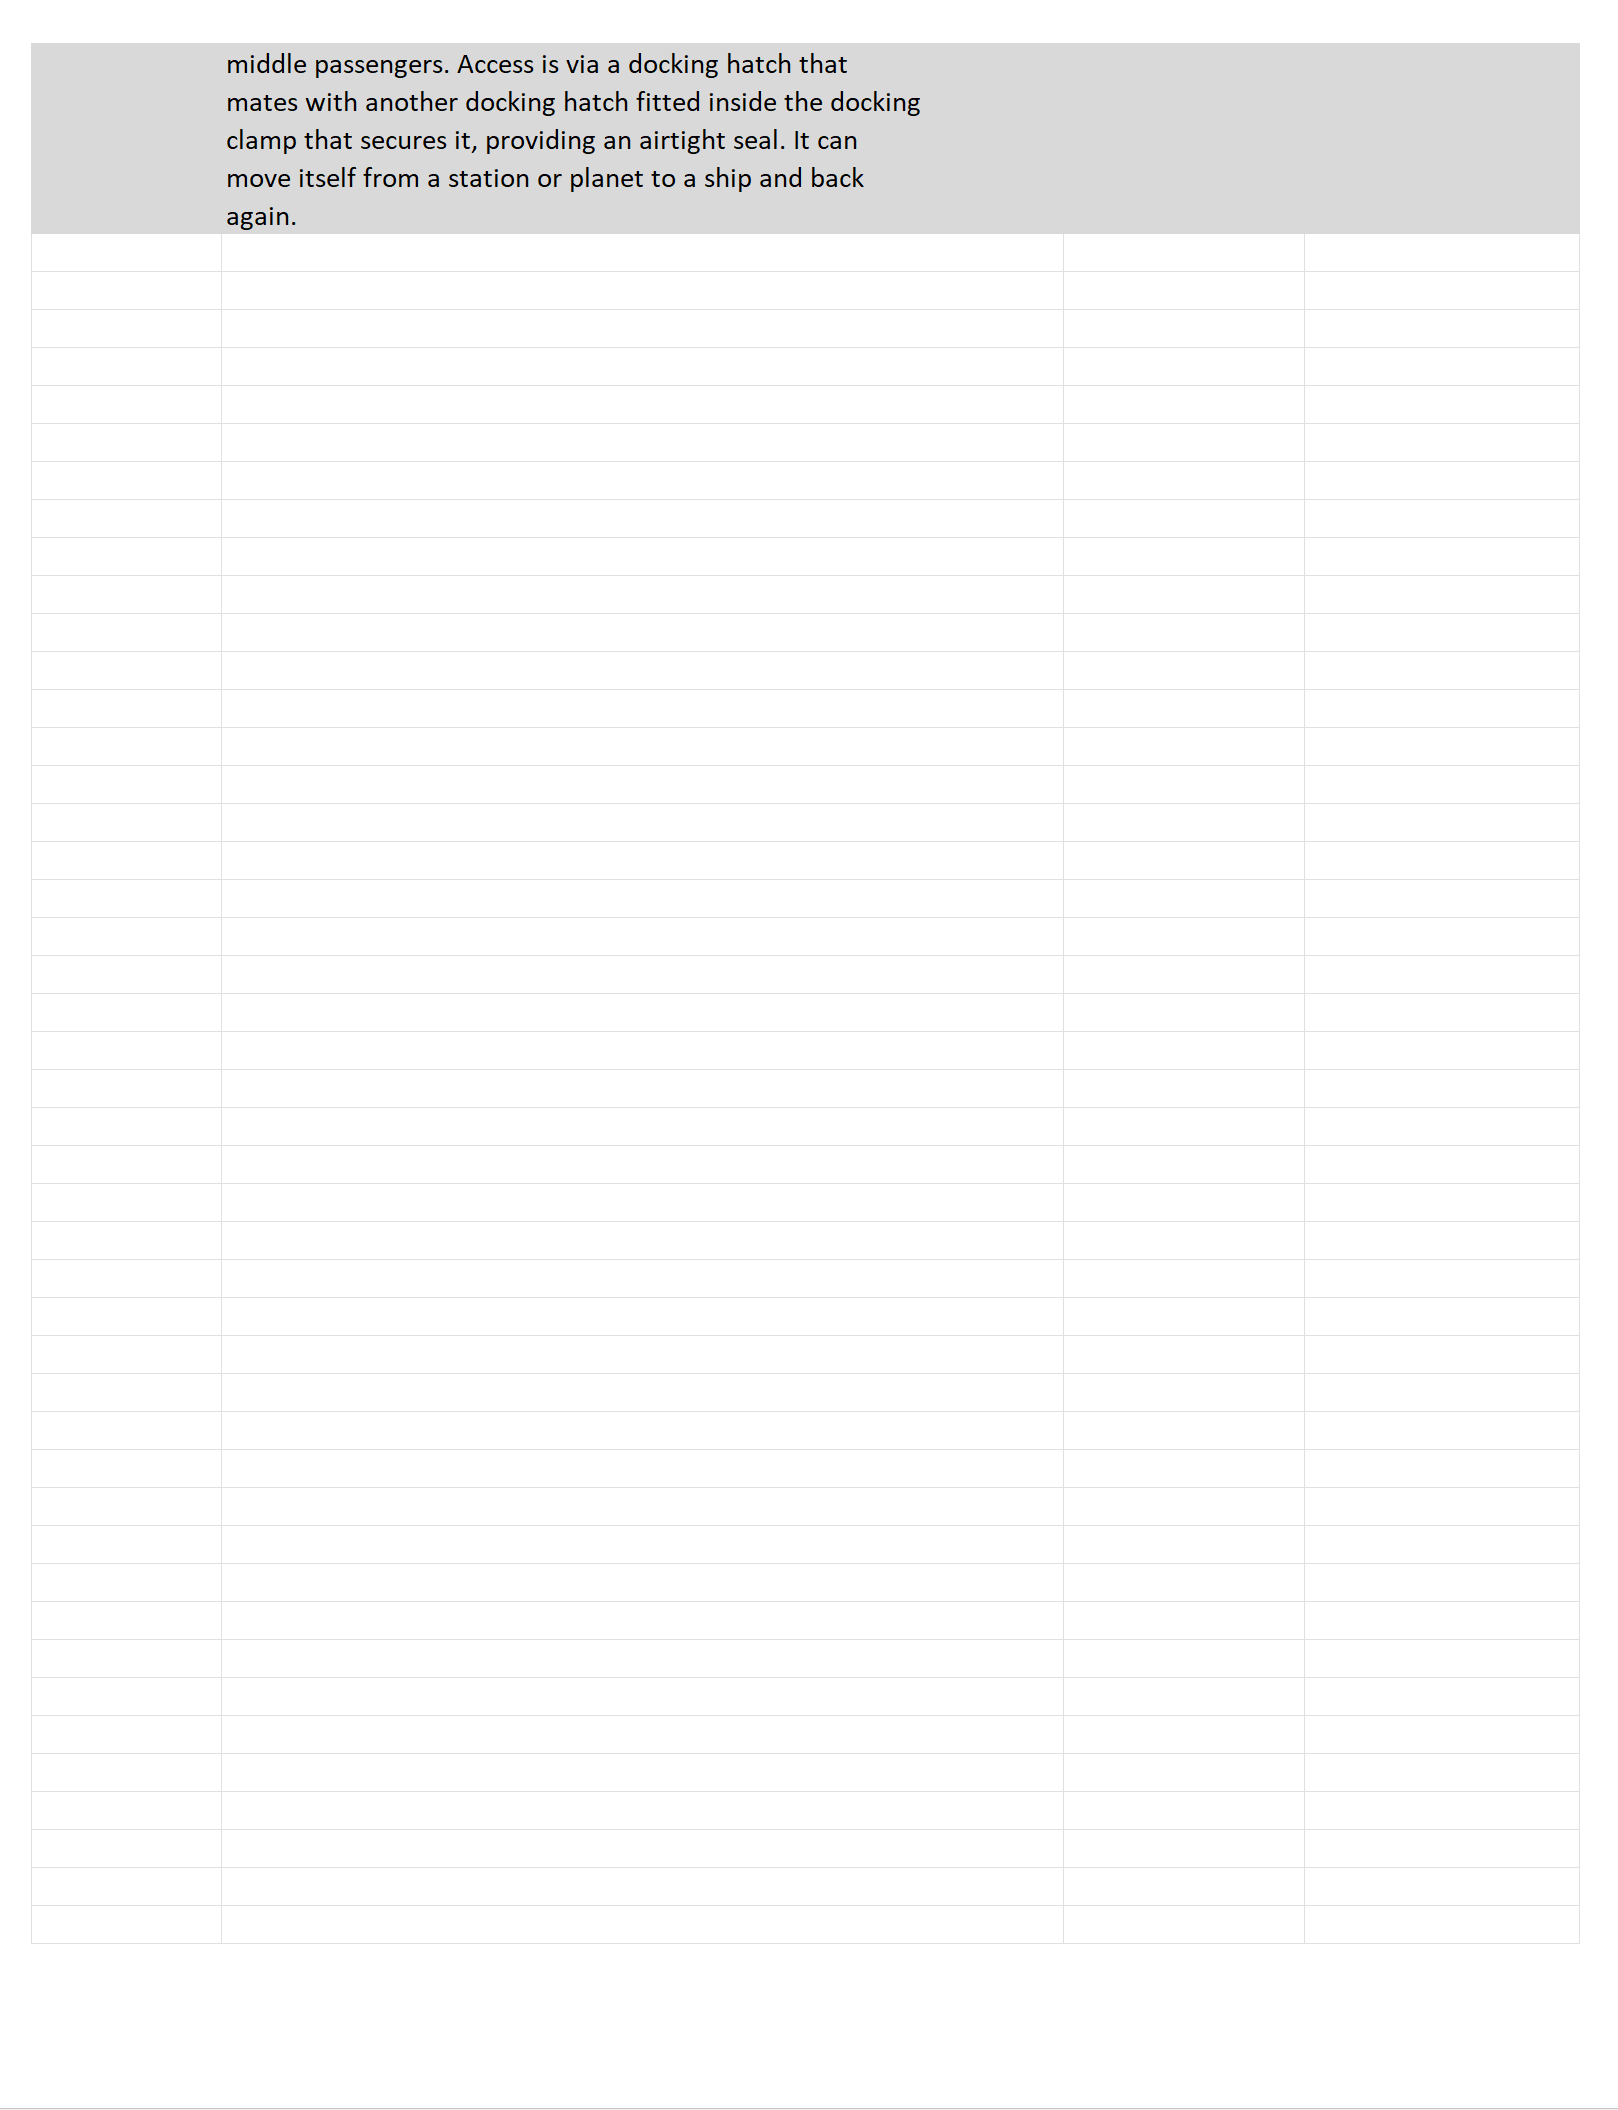 middle passengers. Access is via a docking hatch that
mates with another docking hatch fitted inside the docking
clamp that secures it, providing an airtight seal. It can
move itself from a station or planet to a ship and back
again.